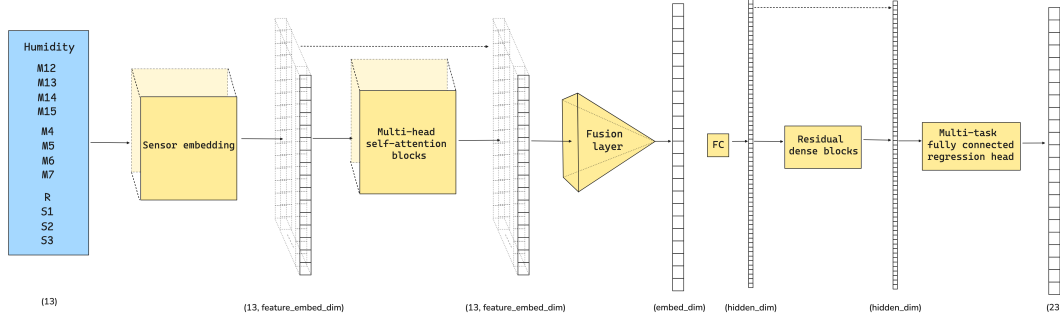 Humidity
M12
M13
M14
M15
M4
M5
M6
M7
R
S1
S2
S3
(13)
Sensor embedding
(13, feature_embed_dim)
Multi-head
self-attention
blocks
(13, feature_embed_dim)
Fusion
layer
(embed_dim)
FC
(hidden_dim)
Residual
dense blocks
(hidden_dim)
Multi-task
fully connected
regression head
(23